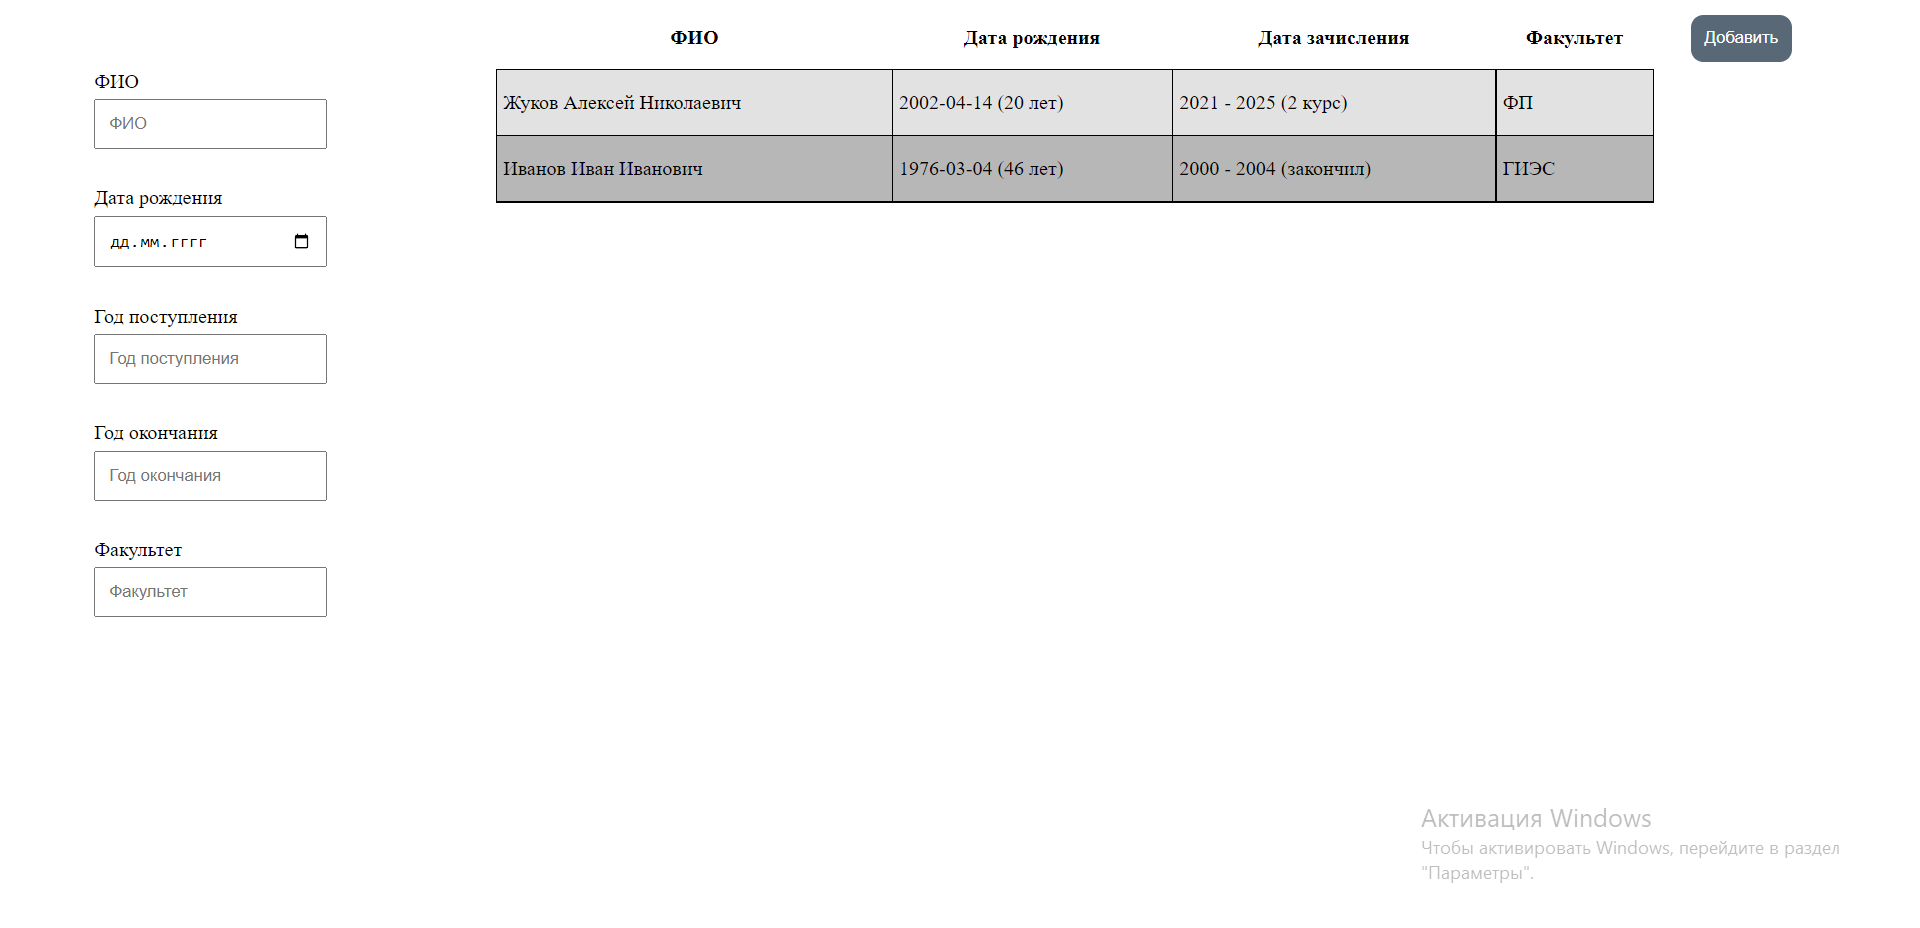 ФИО
ФИО
Дата рождения
дд.мм.гггг
Год поступления
Год поступления
Год окончания
Год окончания
Факультет
Факультет
ФИО Дата рождения Дата зачисления Факультет
Жуков Алексей Николаевич 2002-04-14 (20 лет) 2021 - 2025 (2 курс) ФП
Иванов Иван Иванович 1976-03-04 (46 лет) 2000 - 2004 (закончил) ГИЭС
Добавить
Активация Windows
Чтобы активировать Windows, перейдите в раздел
"Параметры".